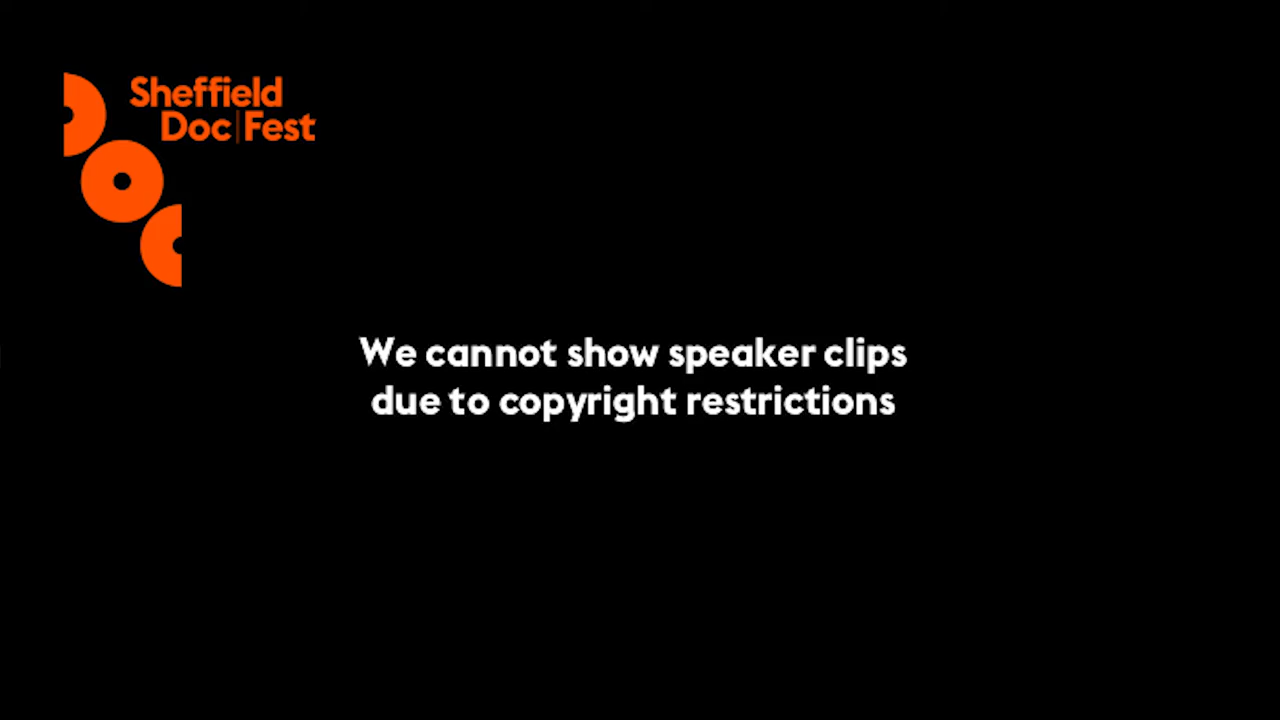 Sheffield
Doc|Fest
We cannot show speaker clips
due to copyright restrictions